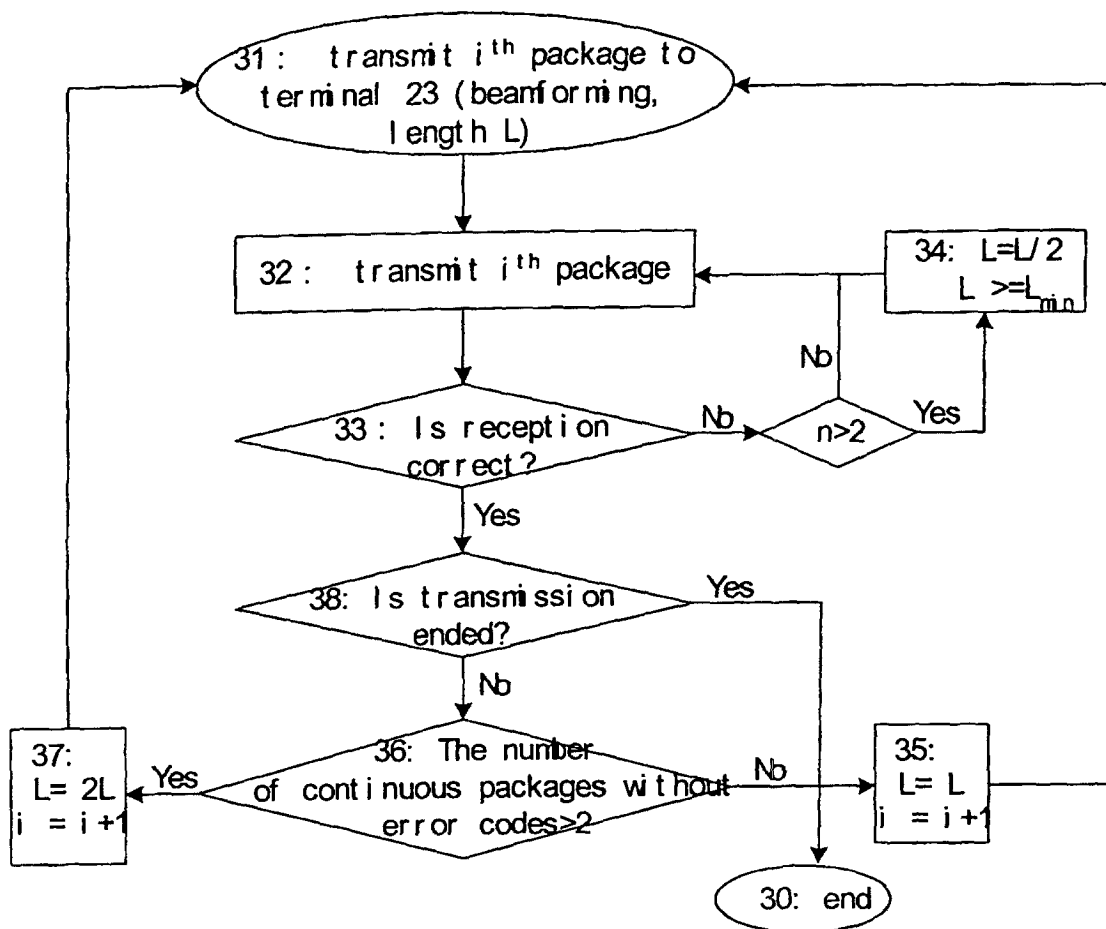 31: transmit iᵗʰ package to
terminal 23 (beamforming,
length L)
32: transmit iᵗʰ package
34: L=L/2
L >=Lmin
No
33: Is reception
correct?
No
n>2
Yes
Yes
38: Is transmission
ended?
Yes
No
36: The number
of continuous packages without
error codes>2
Yes
No
37:
L= 2L
i = i+1
35:
L= L
i = i+1
30: end